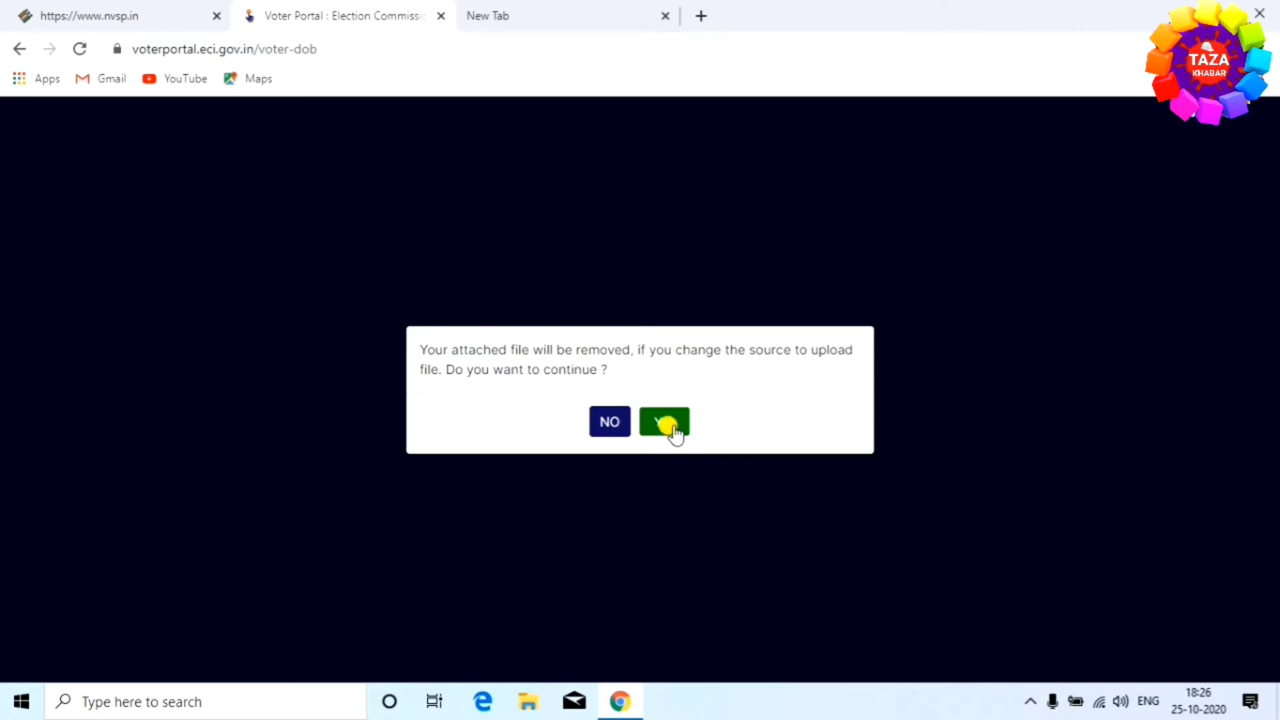 https://www.nvsp.in
Voter Portal : Election Commissi
New Tab
voterportal.eci.gov.in/voter-dob
Apps
Gmail
YouTube
Maps
TAZA
KHABAR
Your attached file will be removed, if you change the source to upload
file. Do you want to continue ?
NO
Type here to search
ENG
18:26
25-10-2020